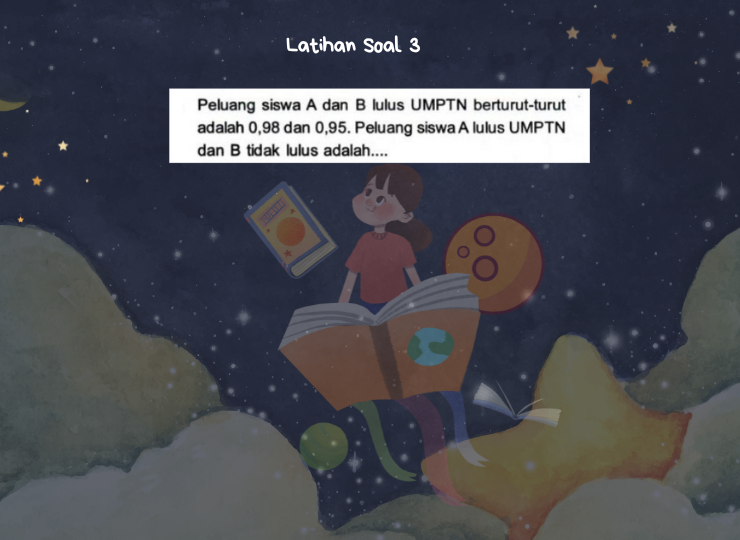 Latihan Soal 3
Peluang siswa A dan B lulus UMPTN berturut-turut
adalah 0,98 dan 0,95. Peluang siswa A lulus UMPTN
dan B tidak lulus adalah....